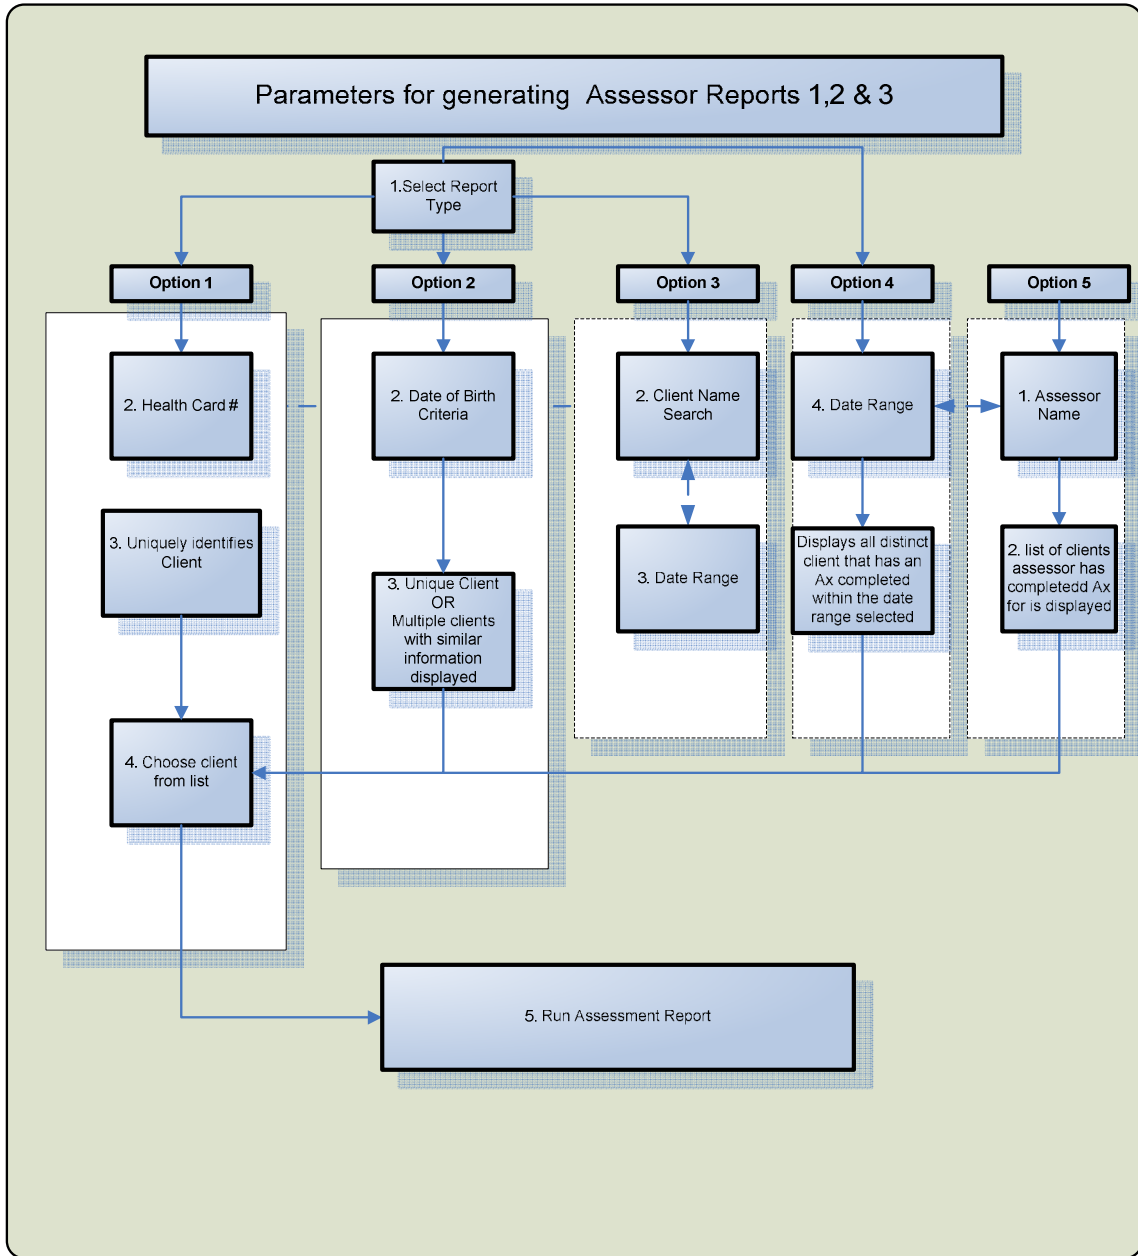 Parameters for generating Assessor Reports 1,2 & 3
1.Select Report
Type
Option 1
Option 2
Option 3
Option 4
Option 5
2. Health Card #
2. Date of Birth
Criteria
2. Client Name
Search
4. Date Range
1. Assessor
Name
3. Uniquely identifies
Client
3. Unique Client
OR
Multiple clients
with similar
information
displayed
3. Date Range
Displays all distinct
client that has an
Ax completed
within the date
range selected
2. list of clients
assessor has
completedd Ax
for is displayed
4. Choose client
from list
5. Run Assessment Report